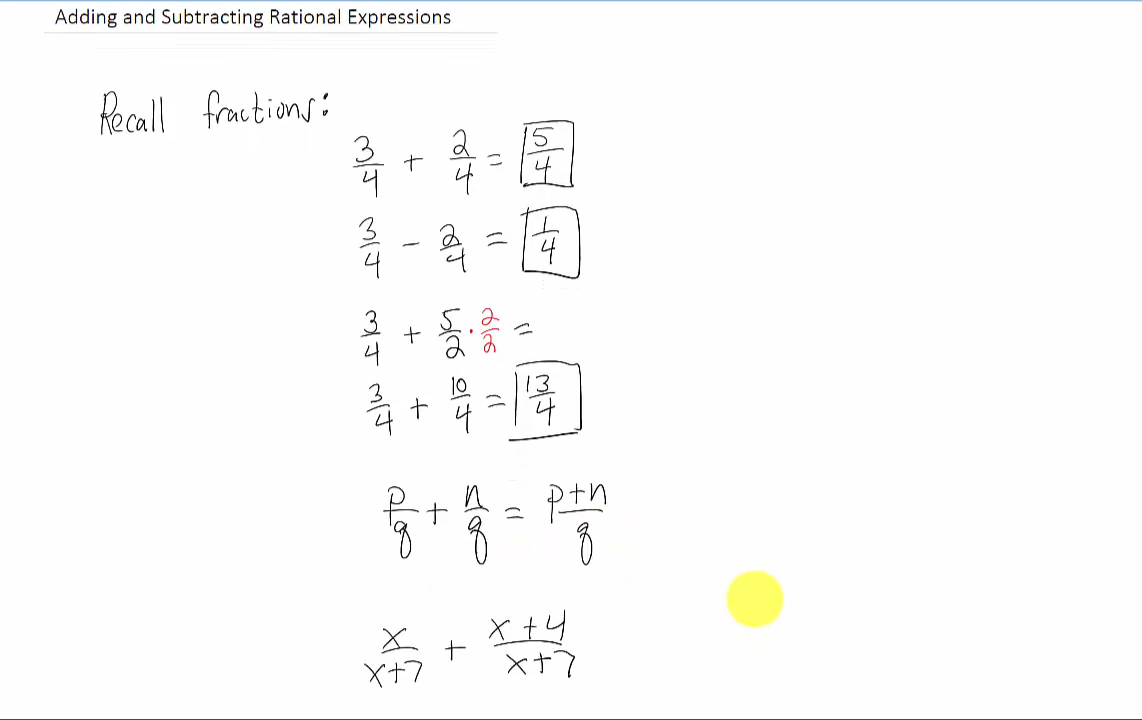 Adding and Subtracting Rational Expressions
Recall fractions:
3/4 + 2/4 = 5/4
3/4 - 2/4 = 1/4
3/4 + 5/2 · 2/2 =
3/4 + 10/4 = 13/4
p/q + n/q = p+n/q
x/x+7 + x+4/x+7